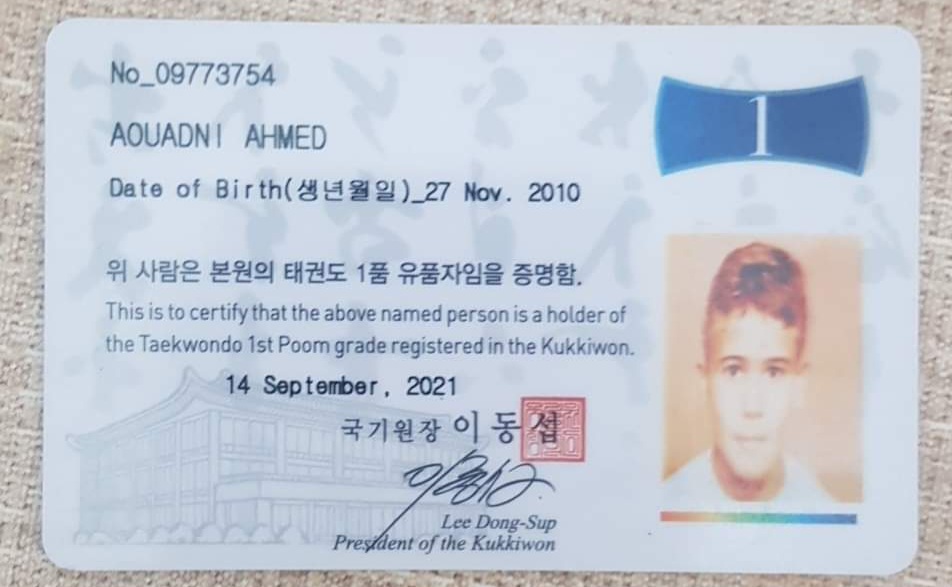 No_09773754
1
AOUADNI AHMED
Date of Birth(생년월일)_27 Nov. 2010
위 사람은 본원의 태권도 1품 유품자임을 증명함.
This is to certify that the above named person is a holder of
the Taekwondo 1st Poom grade registered in the Kukkiwon.
14 September, 2021
국기원장 이동섭
Lee Dong-Sup
President of the Kukkiwon